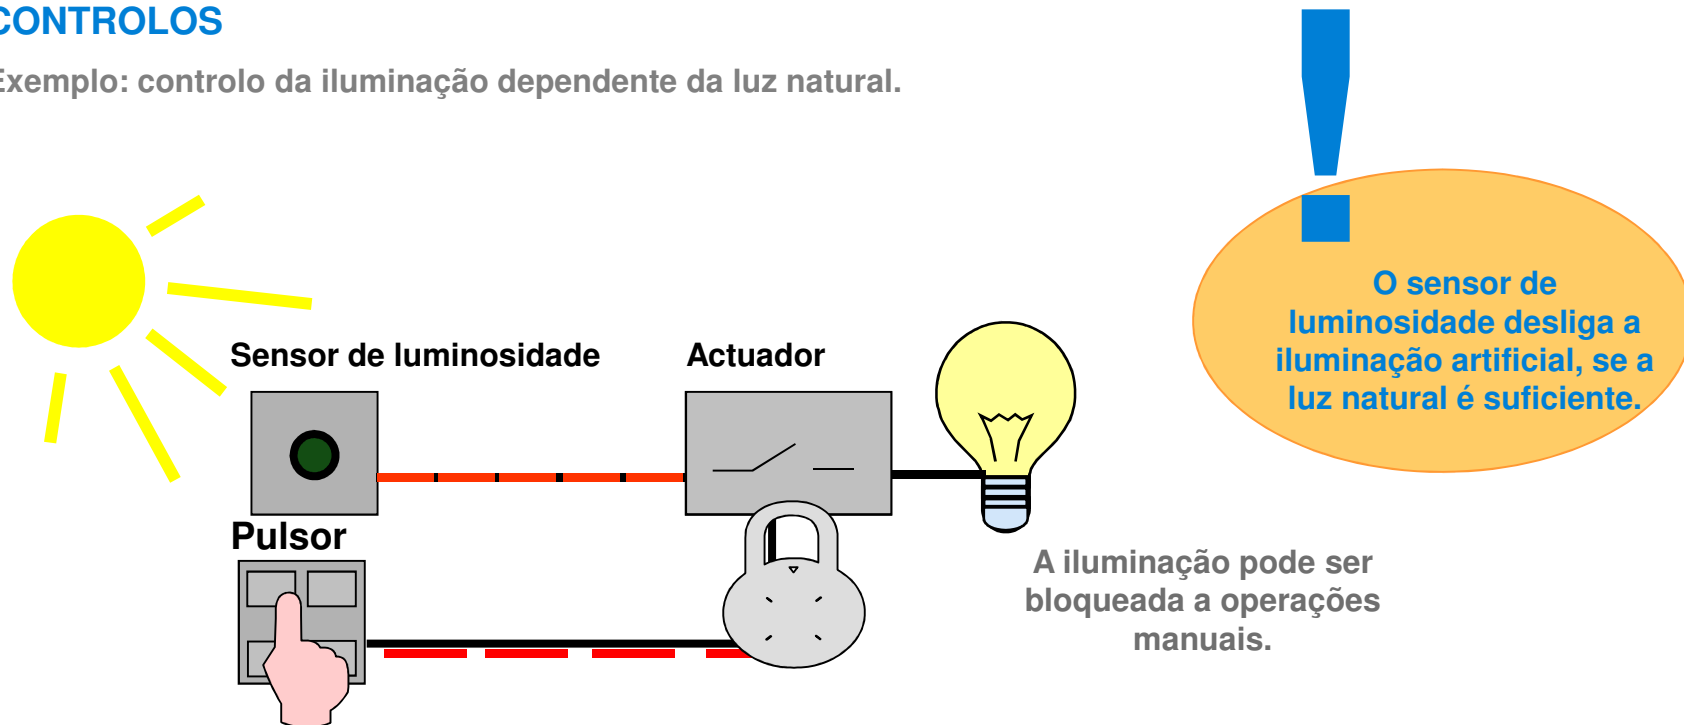 CONTROLOS
Exemplo: controlo da iluminação dependente da luz natural.
!
O sensor de
luminosidade desliga a
iluminação artificial, se a
luz natural é suficiente.
Sensor de luminosidade
Actuador
Pulsor
A iluminação pode ser
bloqueada a operações
manuais.